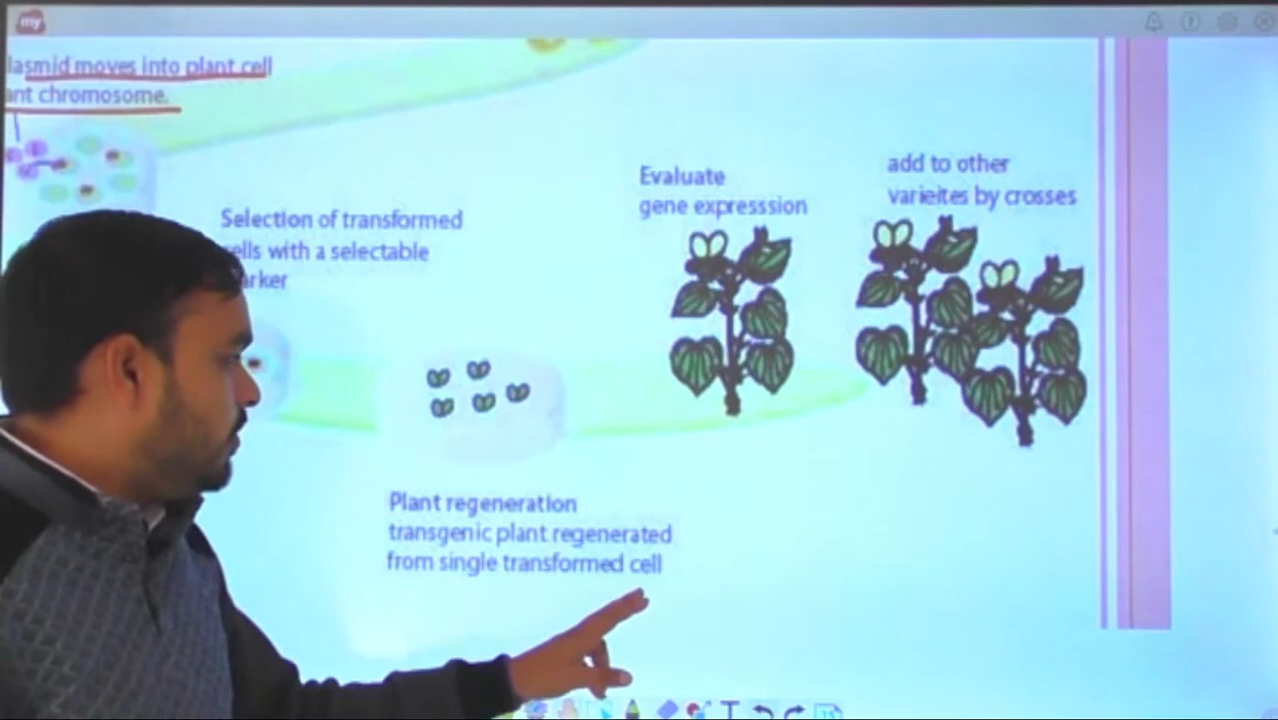 my
lasmid moves into plant cell
ant chromosome.
Selection of transformed
ells with a selectable
arker
Evaluate
gene expresssion
add to other
varieites by crosses
Plant regeneration
transgenic plant regenerated
from single transformed cell